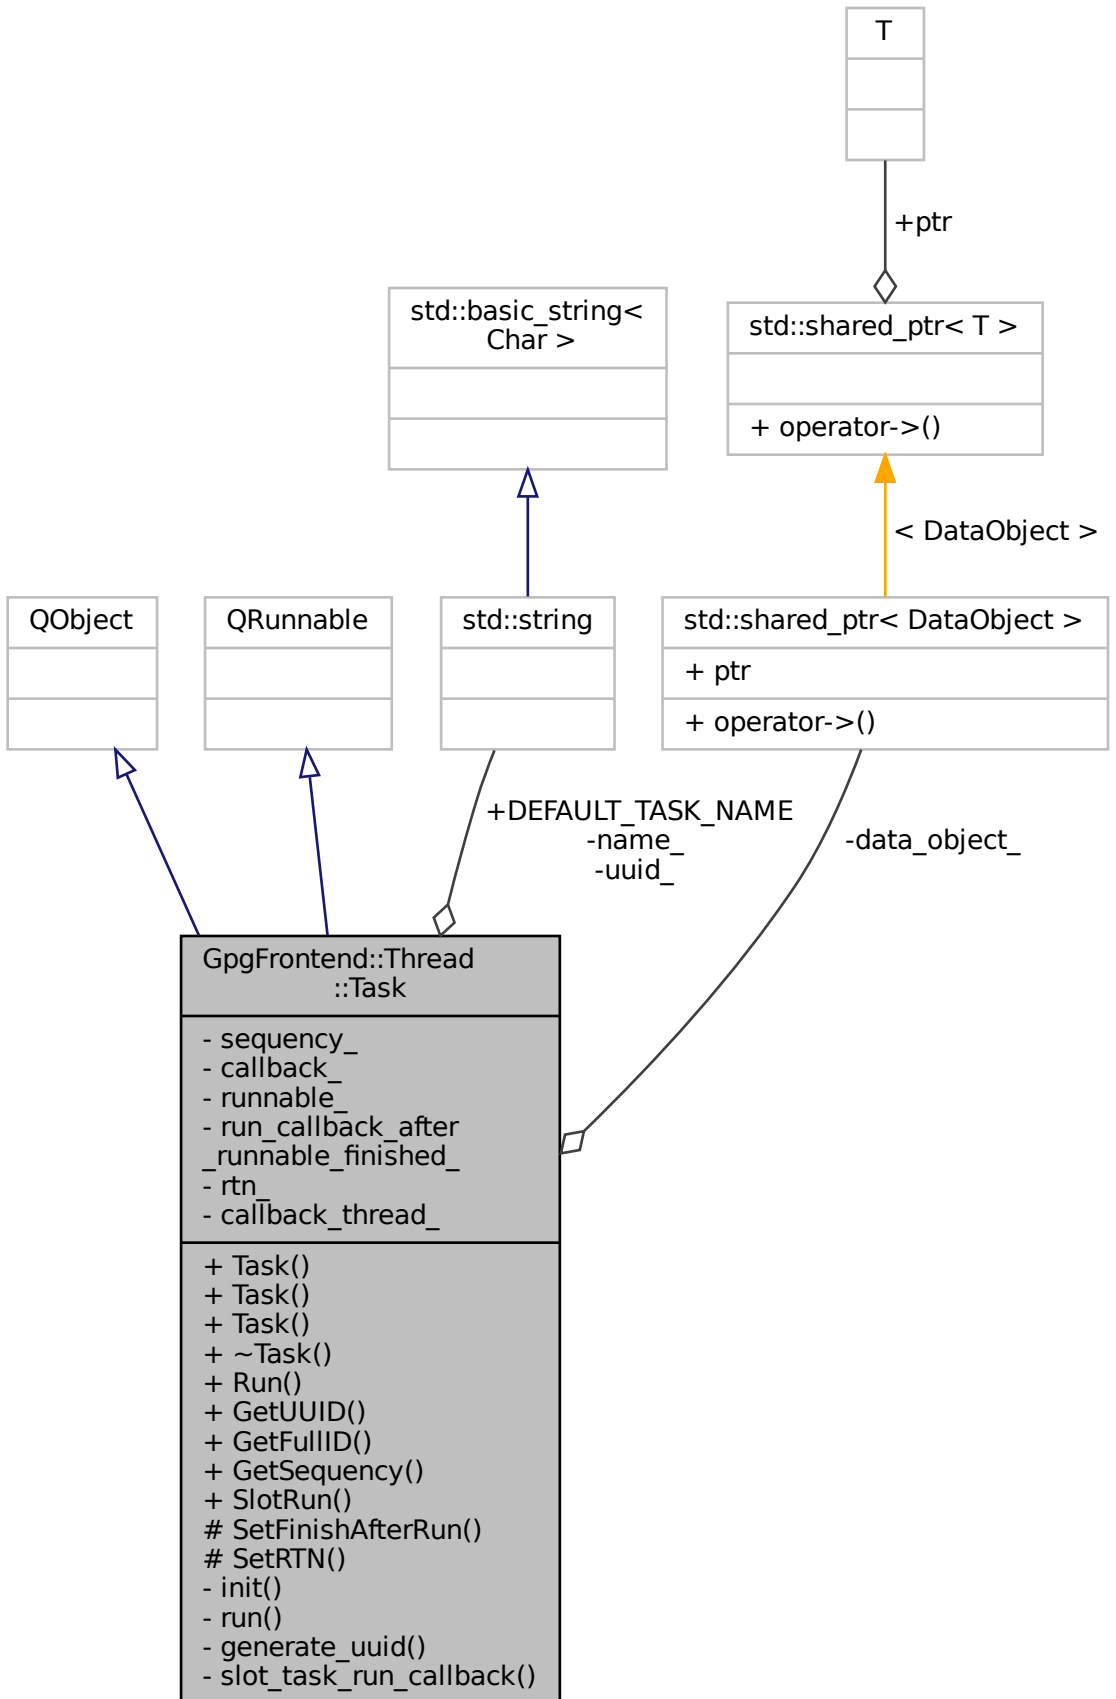 T
+ptr
std::basic_string<
Char >
std::shared_ptr< T >
+ operator->()
< DataObject >
QObject
QRunnable
std::string
std::shared_ptr< DataObject >
+ ptr
+ operator->()
+DEFAULT_TASK_NAME
-name_
-uuid_
-data_object_
GpgFrontend::Thread
::Task
- sequency_
- callback_
- runnable_
- run_callback_after
_runnable_finished_
- rtn_
- callback_thread_
+ Task()
+ Task()
+ Task()
+ ~Task()
+ Run()
+ GetUUID()
+ GetFullID()
+ GetSequency()
+ SlotRun()
# SetFinishAfterRun()
# SetRTN()
- init()
- run()
- generate_uuid()
- slot_task_run_callback()